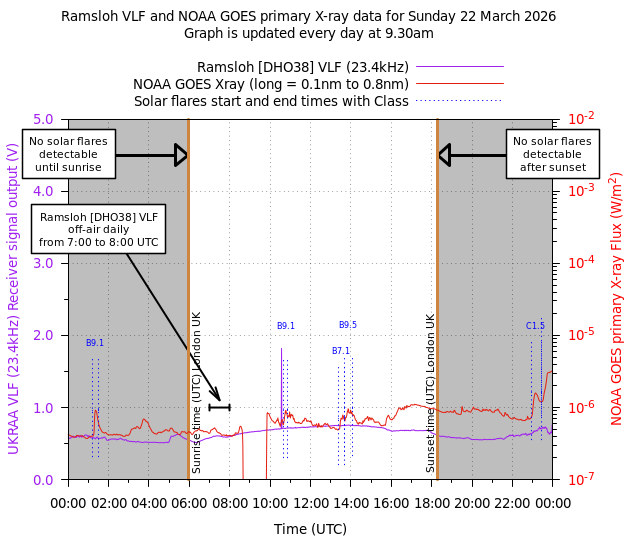 Ramsloh VLF and NOAA GOES primary X-ray data for Sunday 22 March 2026
Graph is updated every day at 9.30am
Ramsloh [DHO38] VLF (23.4kHz)
NOAA GOES Xray (long = 0.1nm to 0.8nm)
Solar flares start and end times with Class
5.0
4.0
3.0
2.0
1.0
0.0
UKRAA VLF (23.4kHz) Receiver signal output (V)
No solar flares
detectable
until sunrise
Ramsloh [DHO38] VLF
off-air daily
from 7:00 to 8:00 UTC
No solar flares
detectable
after sunset
B9.1
B9.1
B9.5
B7.1
C1.5
Sunrise time (UTC) London UK
Sunset time (UTC) London UK
10-2
10-3
10-4
10-5
10-6
10-7
NOAA GOES primary X-ray Flux (W/m2)
00:00 02:00 04:00 06:00 08:00 10:00 12:00 14:00 16:00 18:00 20:00 22:00 00:00
Time (UTC)